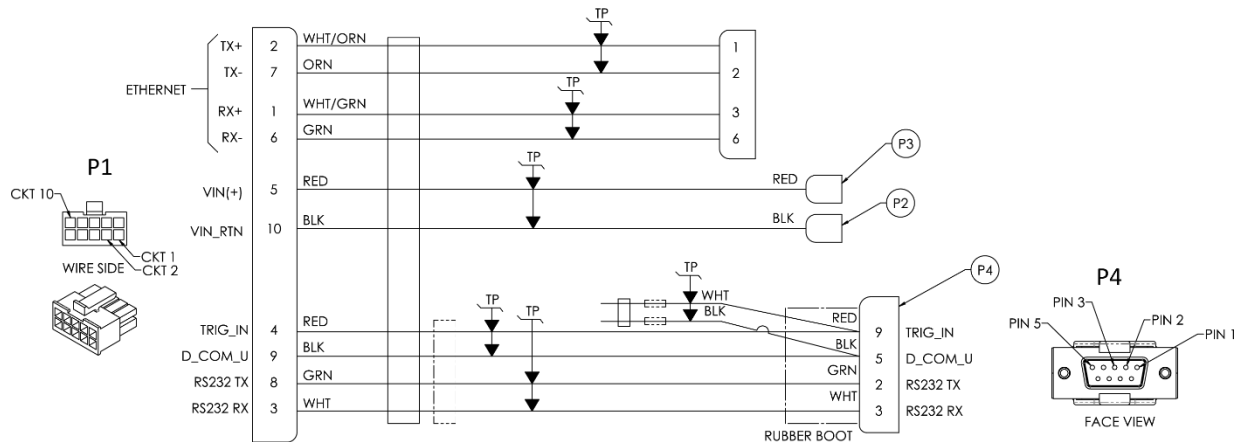 TX+ 2 WHT/ORN TP 1
TX- 7 ORN 2
ETHERNET
RX+ 1 WHT/GRN TP 3
RX- 6 GRN 6
P1
CKT 10
CKT 1
CKT 2
WIRE SIDE
VIN(+) 5 RED TP RED P3
VIN_RTN 10 BLK BLK P2
TP
WHT
BLK
P4
TRIG_IN 4 RED TP RED 9 TRIG_IN
D_COM_U 9 BLK TP BLK 5 D_COM_U
RS232 TX 8 GRN GRN 2 RS232 TX
RS232 RX 3 WHT WHT 3 RS232 RX
RUBBER BOOT
P4
PIN 3
PIN 5
PIN 2
PIN 1
FACE VIEW